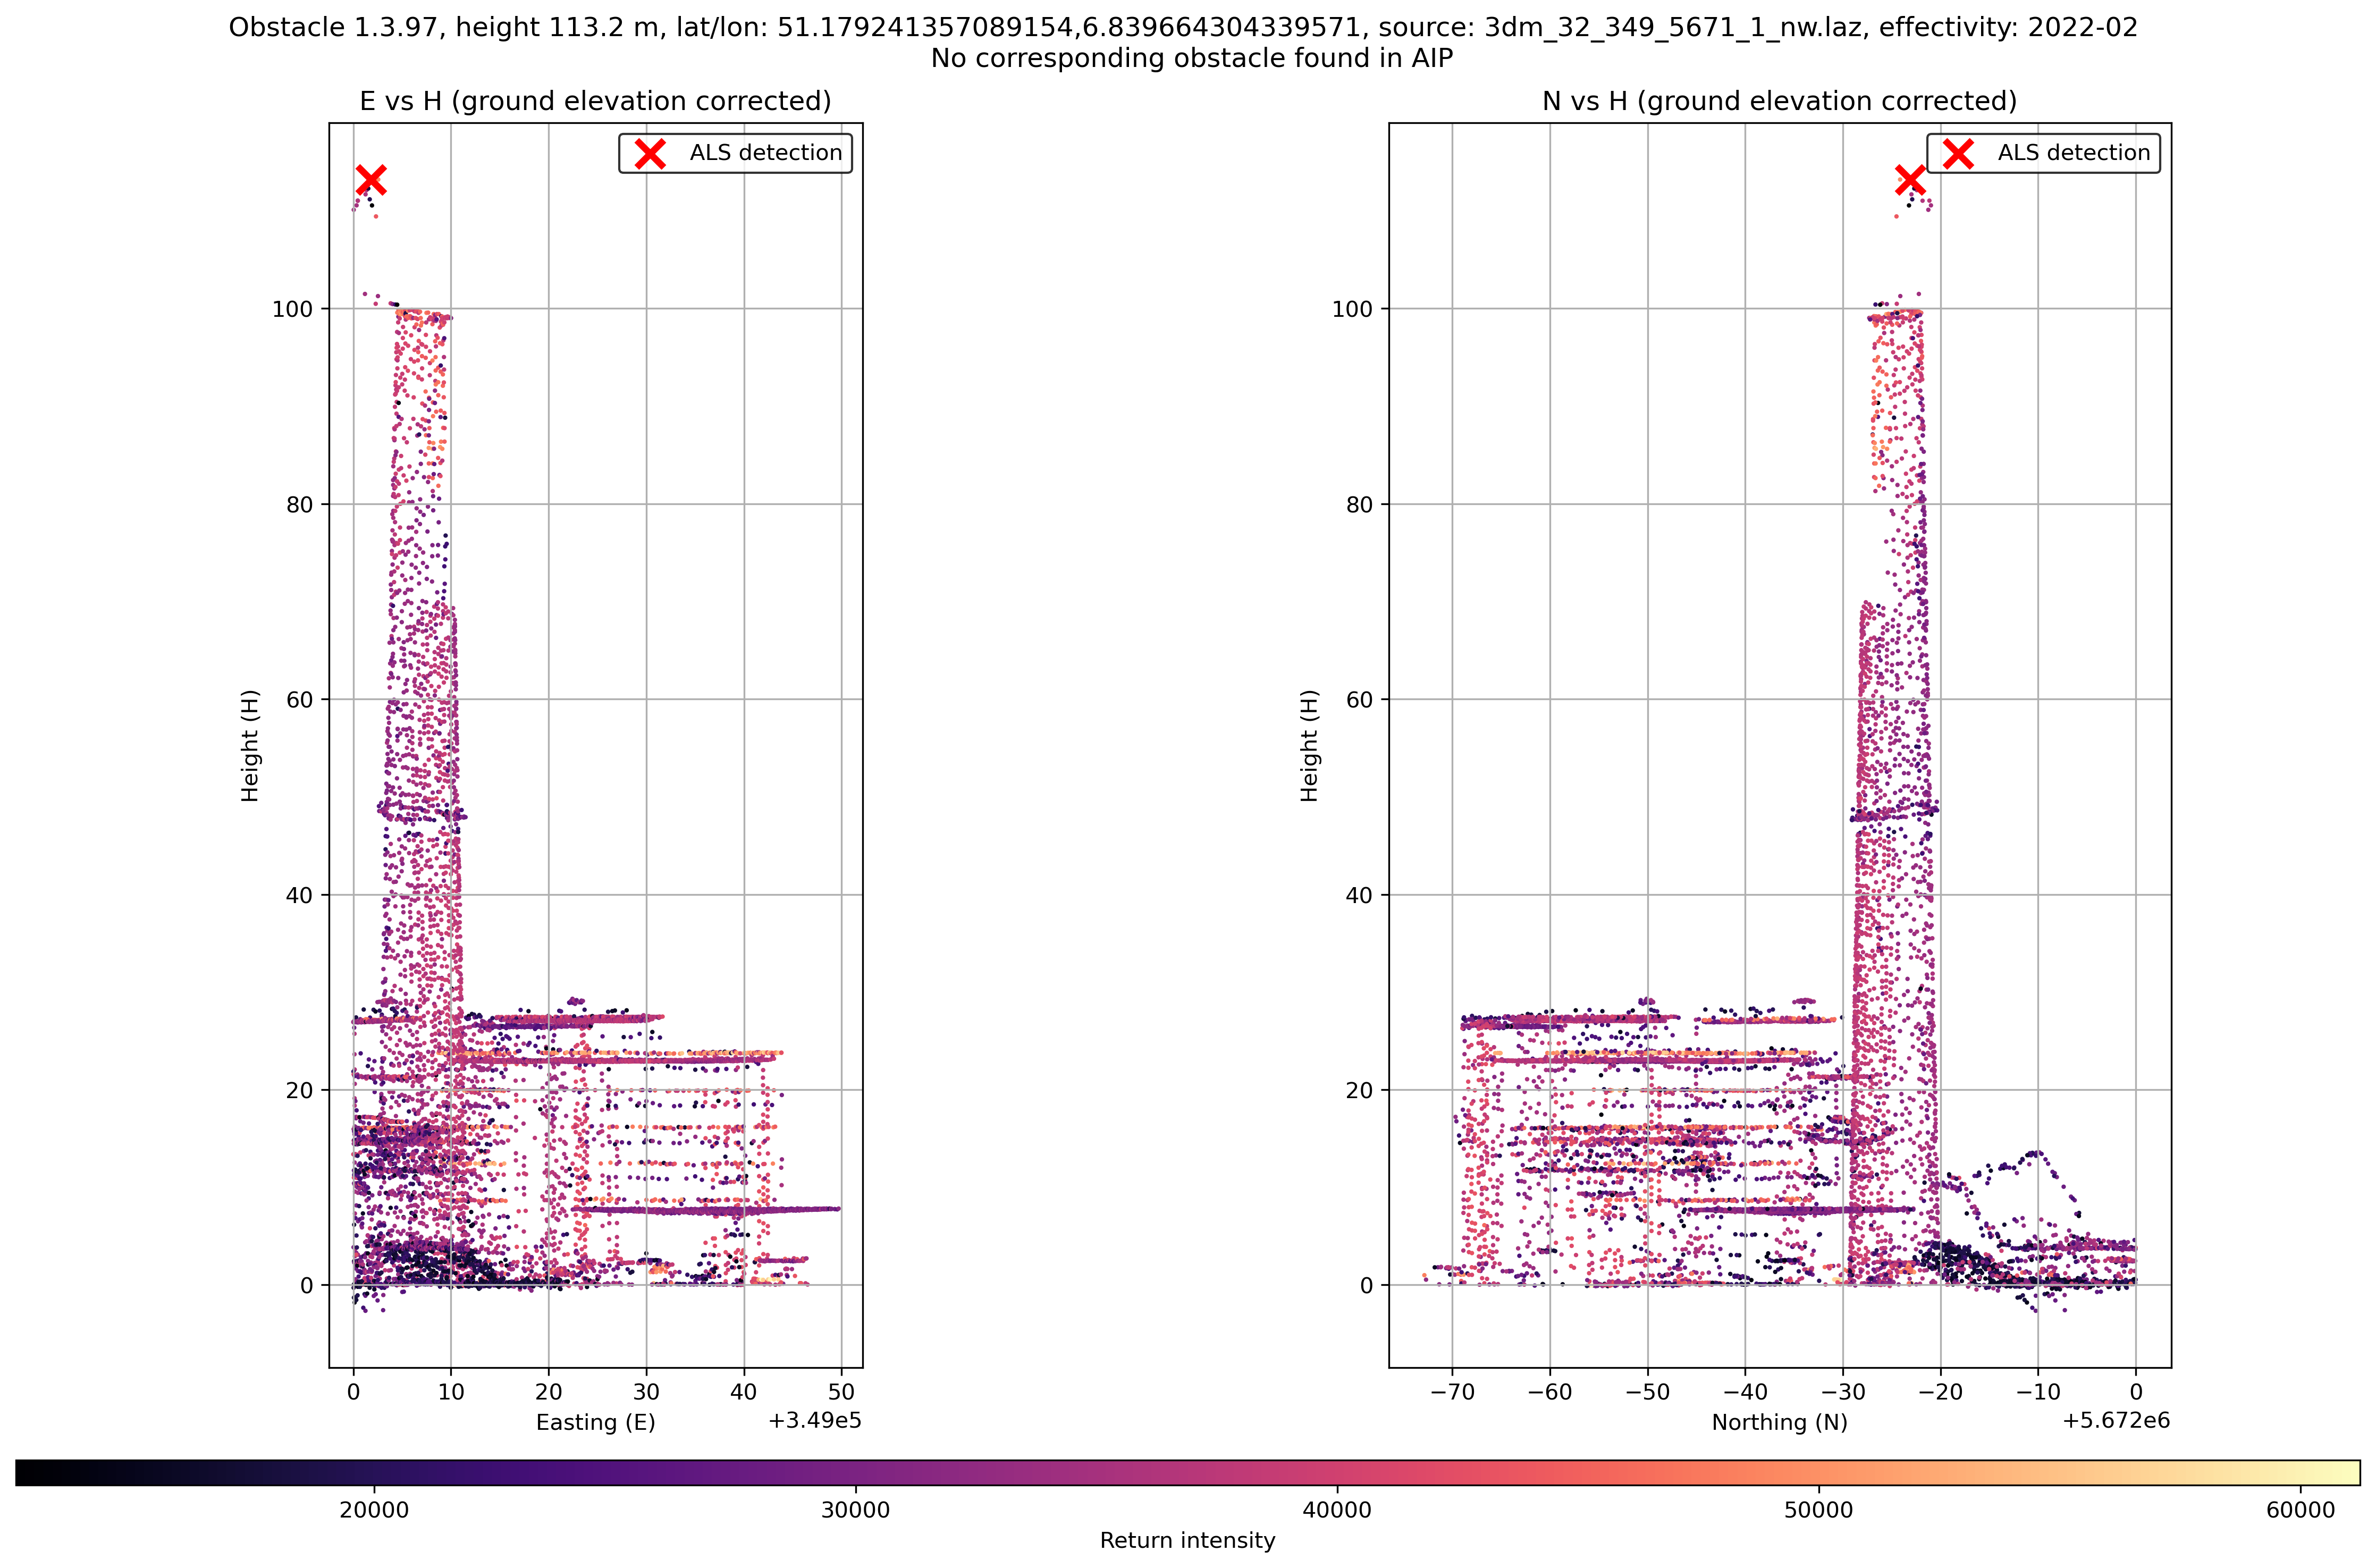 Obstacle 1.3.97, height 113.2 m, lat/lon: 51.179241357089154,6.839664304339571, source: 3dm_32_349_5671_1_nw.laz, effectivity: 2022-02
No corresponding obstacle found in AIP
E vs H (ground elevation corrected)
ALS detection
100
80
60
40
20
0
Height (H)
0 10 20 30 40 50
Easting (E)
+3.49e5
N vs H (ground elevation corrected)
ALS detection
100
80
60
40
20
0
Height (H)
−70 −60 −50 −40 −30 −20 −10 0
Northing (N)
+5.672e6
20000 30000 40000 50000 60000
Return intensity